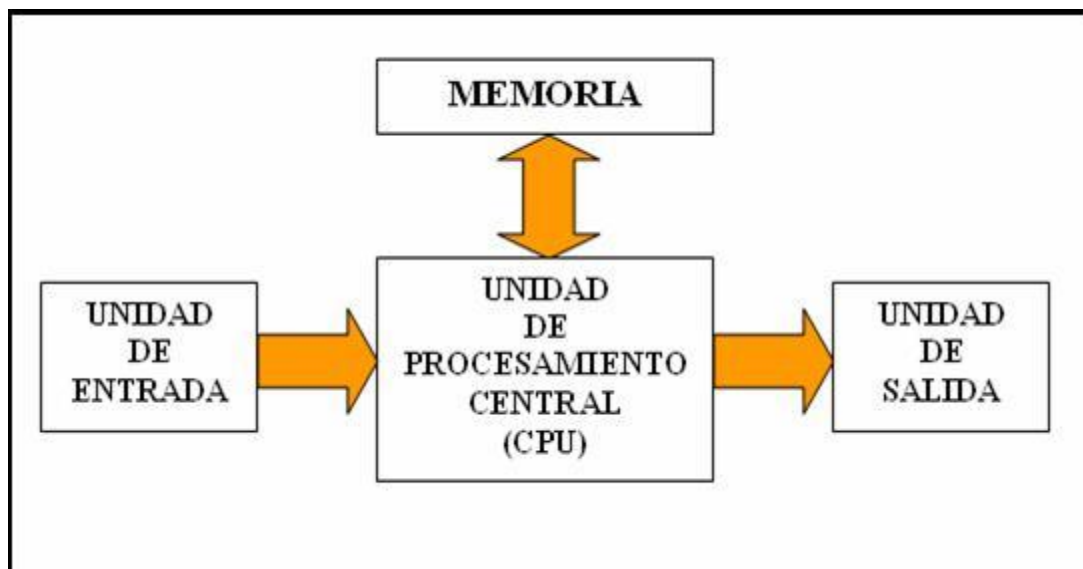 MEMORIA
UNIDAD
DE
ENTRADA
UNIDAD
DE
PROCESAMIENTO
CENTRAL
(CPU)
UNIDAD
DE
SALIDA